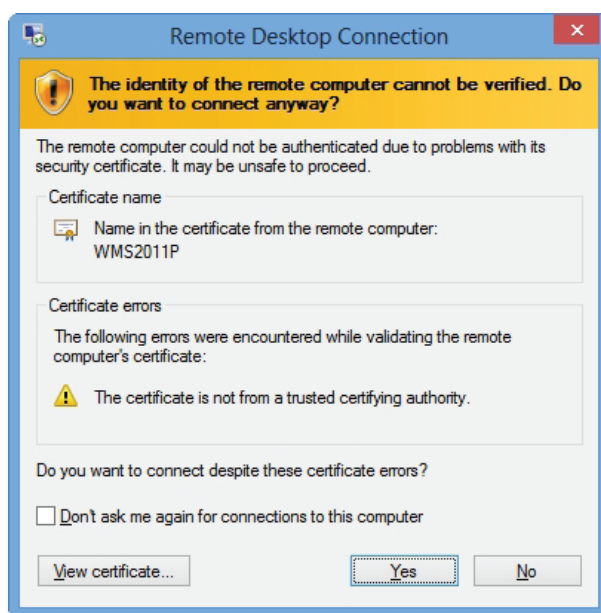 Remote Desktop Connection
The identity of the remote computer cannot be verified. Do
you want to connect anyway?
The remote computer could not be authenticated due to problems with its
security certificate. It may be unsafe to proceed.
Certificate name
Name in the certificate from the remote computer:
WMS2011P
Certificate errors
The following errors were encountered while validating the remote
computer's certificate:
The certificate is not from a trusted certifying authority.
Do you want to connect despite these certificate errors?
Don't ask me again for connections to this computer
View certificate... Yes No